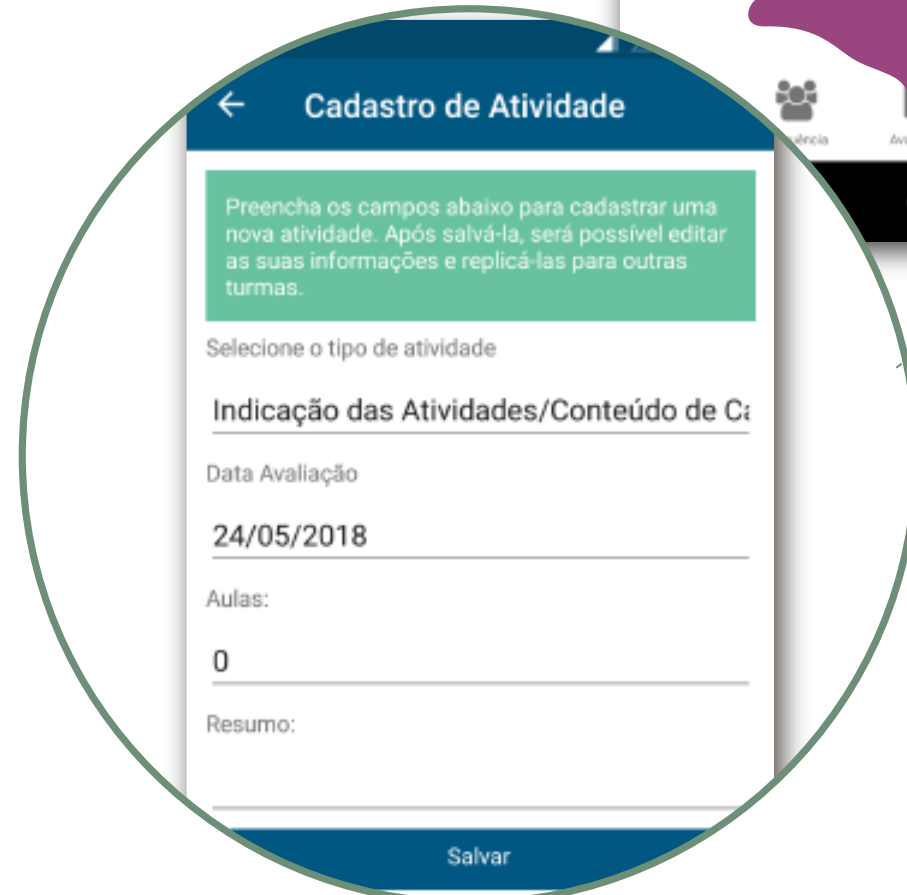 Cadastro de Atividade
Preencha os campos abaixo para cadastrar uma
nova atividade. Após salvá-la, será possível editar
as suas informações e replicá-las para outras
turmas.
Selecione o tipo de atividade
Indicação das Atividades/Conteúdo de
Data Avaliação
24/05/2018
Aulas:
0
Resumo:
Salvar